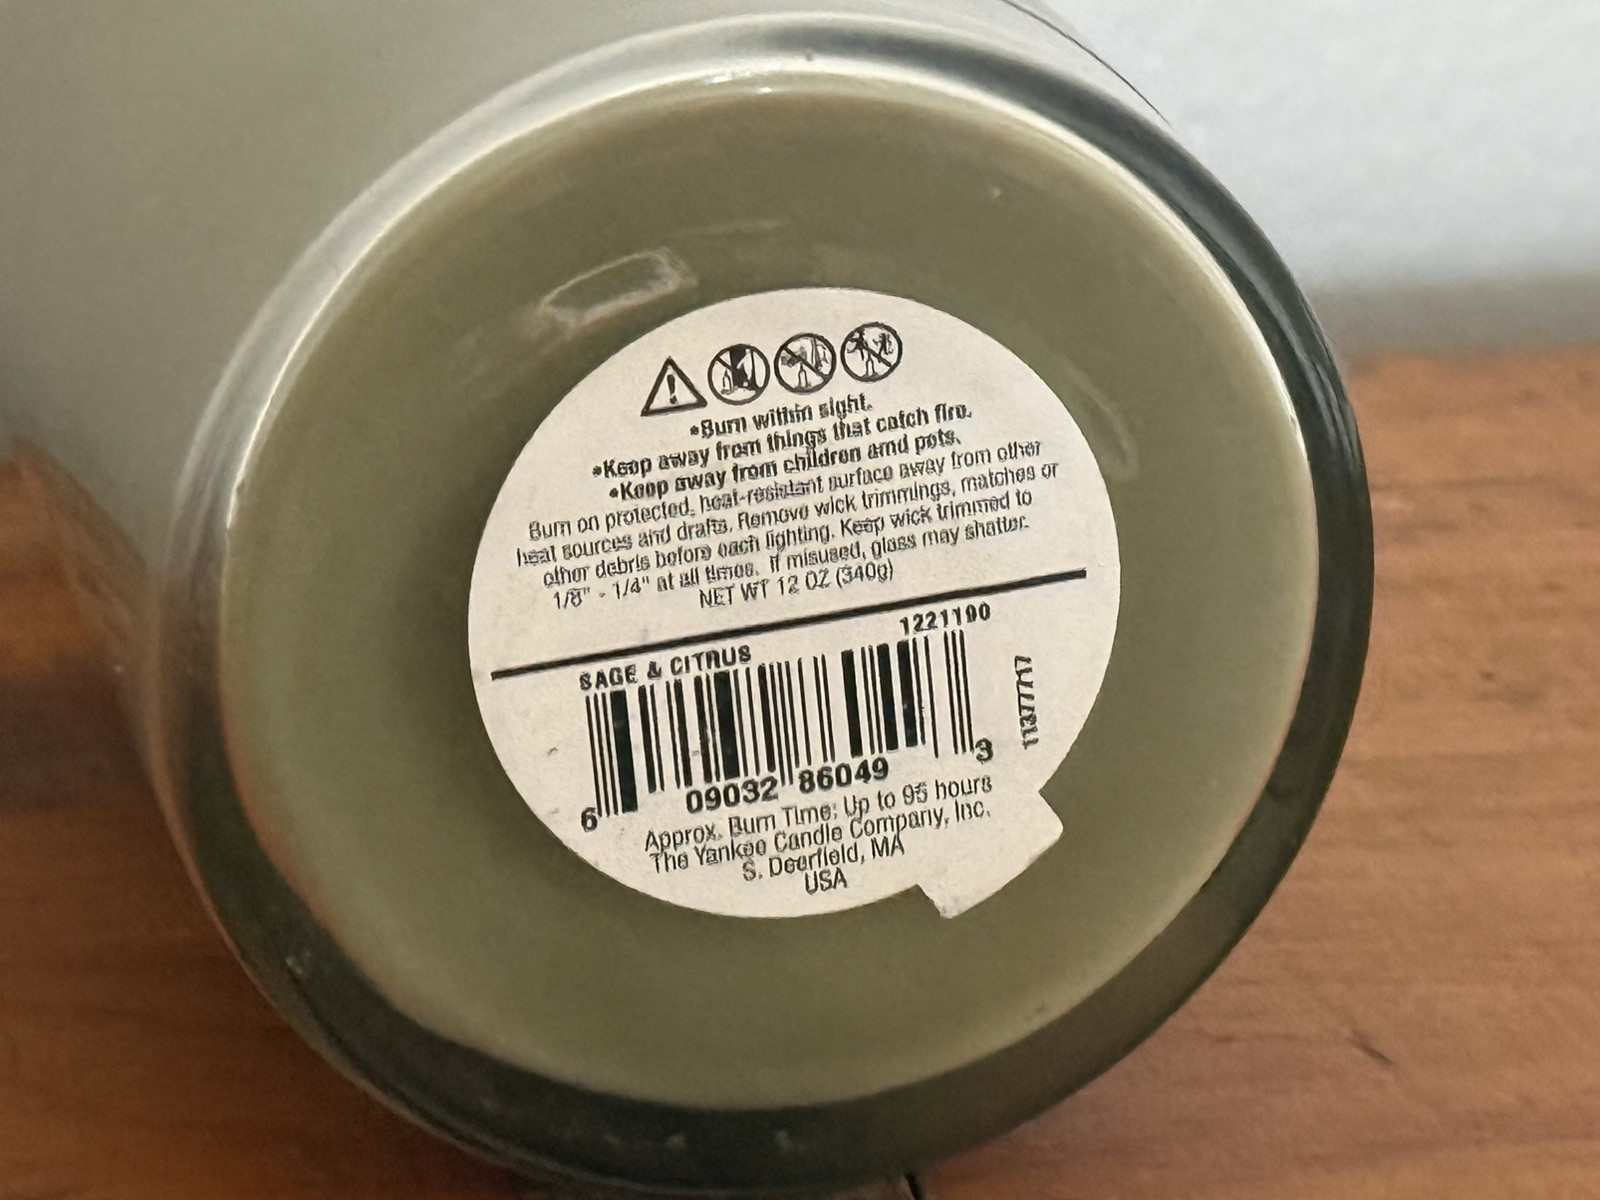 •Burn within sight.
•Keep away from things that catch fire.
•Keep away from children and pets.
Burn on protected, heat-resistant surface away from other
heat sources and drafts. Remove wick trimmings, matches or
other debris before each lighting. Keep wick trimmed to
1/8" - 1/4" at all times. If misused, glass may shatter.
NET WT 12 OZ (340g)
1221190
SAGE & CITRUS
6 09032 86049 3
Approx. Burn Time: Up to 95 hours
The Yankee Candle Company, Inc.
S. Deerfield, MA
USA